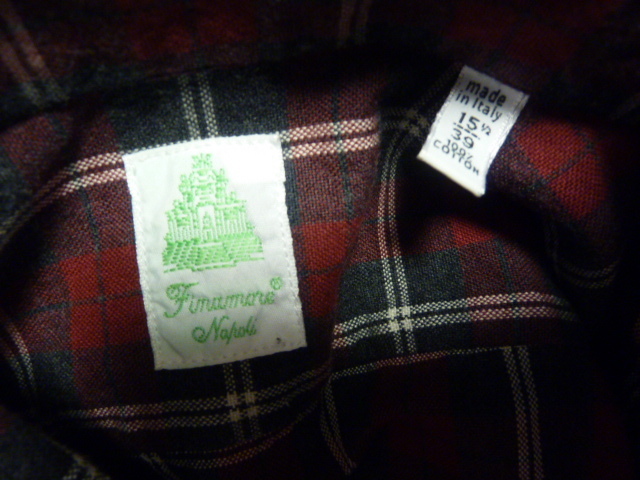 Finamore®
Napoli
made
in Italy
15½
39
100%
COTTON